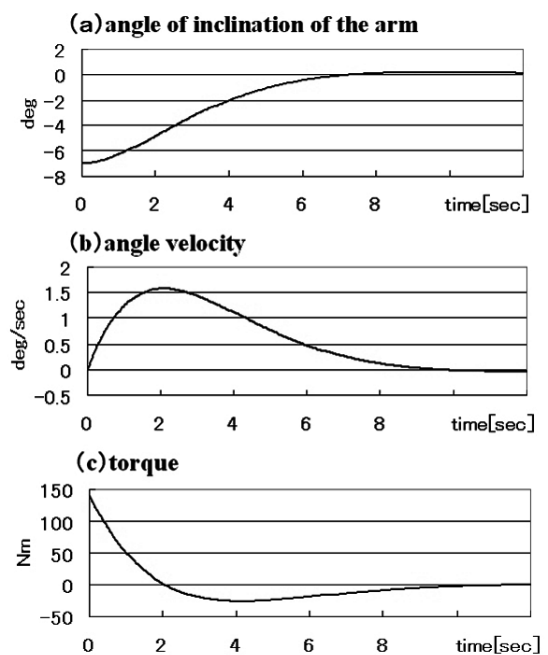 (a) angle of inclination of the arm
2
0
-2
-4
-6
-8
deg
0 2 4 6 8 time[sec]
(b) angle velocity
2
1.5
1
0.5
0
-0.5
deg/sec
0 2 4 6 8 time[sec]
(c) torque
150
100
50
0
-50
Nm
0 2 4 6 8 time[sec]